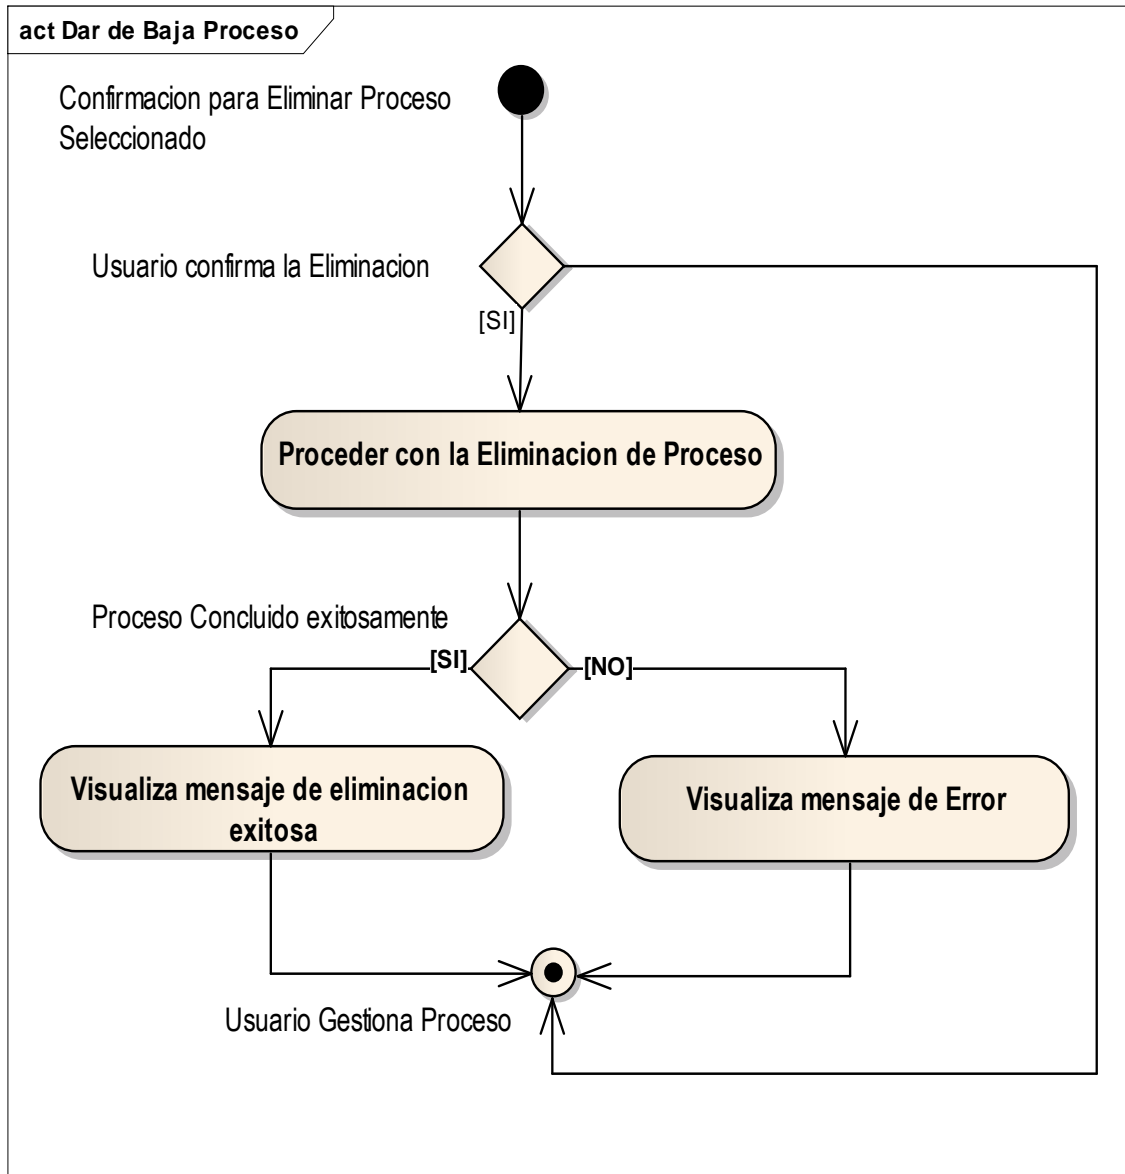 act Dar de Baja Proceso
Confirmacion para Eliminar Proceso
Seleccionado
Usuario confirma la Eliminacion
[SI]
Proceder con la Eliminacion de Proceso
Proceso Concluido exitosamente
[SI]
[NO]
Visualiza mensaje de eliminacion
exitosa
Visualiza mensaje de Error
Usuario Gestiona Proceso